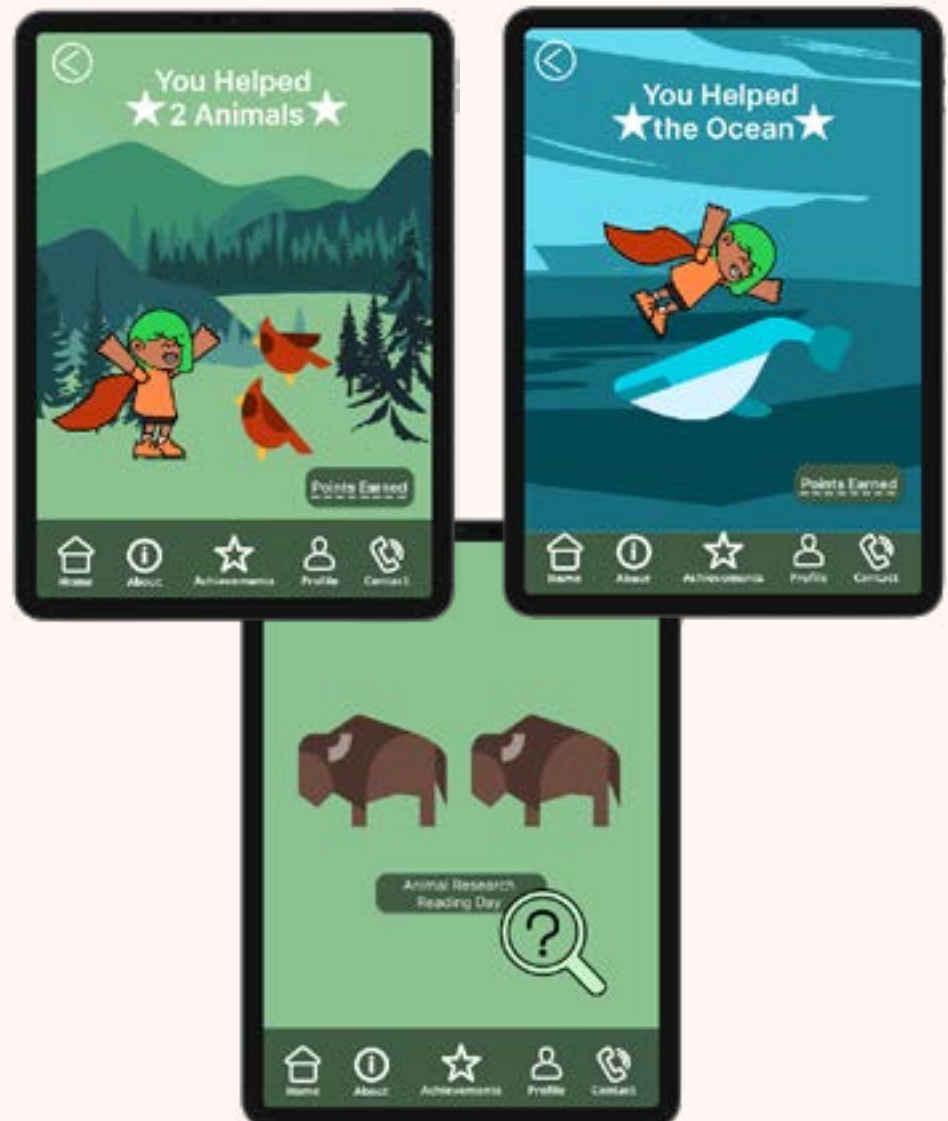 You Helped
2 Animals
Points Earned
Home About Achievements Profile Contact
You Helped
the Ocean
Points Earned
Home About Achievements Profile Contact
Animal Research
Reading Day
?
Home About Achievements Profile Contact